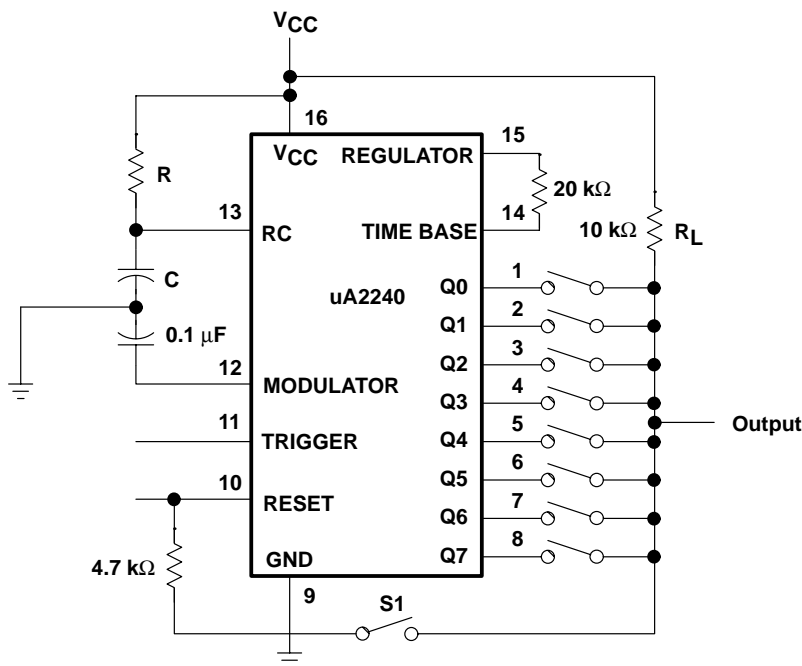 VCC
16
VCC
REGULATOR
15
20 kΩ
R
13
RC
TIME BASE
14
10 kΩ
RL
C
uA2240
Q0
1
Q1
2
0.1 µF
Q2
3
12
MODULATOR
Q3
4
Output
11
TRIGGER
Q4
5
10
RESET
Q5
6
Q6
7
4.7 kΩ
GND
Q7
8
9
S1